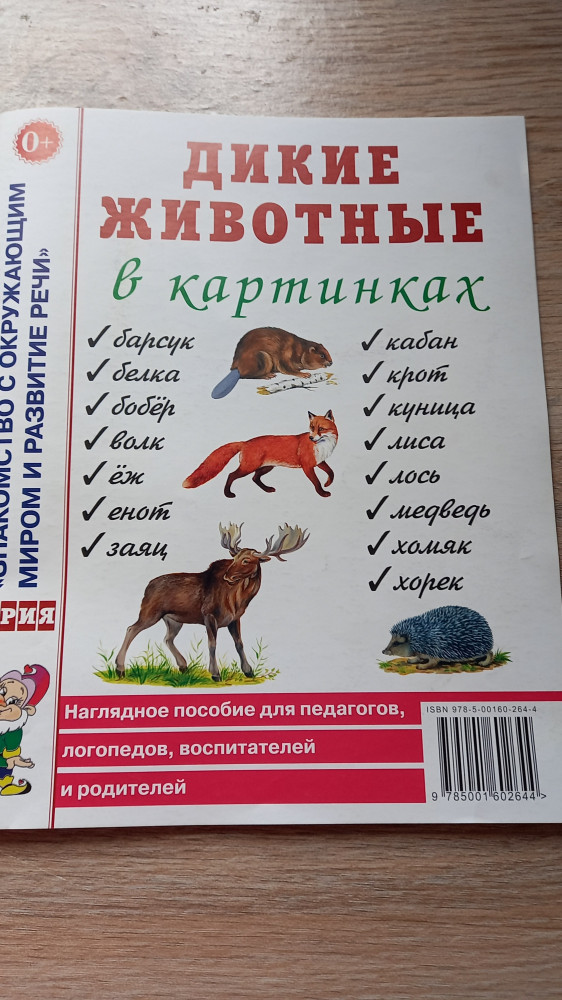 0+
ДИКИЕ
ЖИВОТНЫЕ
в картинках
✓ барсук
✓ белка
✓ бобёр
✓ волк
✓ ёж
✓ енот
✓ заяц
✓ кабан
✓ крот
✓ куница
✓ лиса
✓ лось
✓ медведь
✓ хомяк
✓ хорек
Наглядное пособие для педагогов,
логопедов, воспитателей
и родителей
ISBN 978-5-00160-264-4
9 785001 602644 >
РИЯ
С ОКРУЖАЮЩИМ
МИРОМ И РАЗВИТИЕ РЕЧИ»